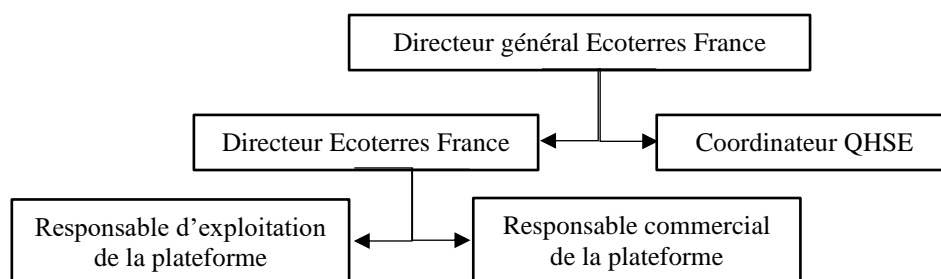 Directeur général Ecoterres France
Directeur Ecoterres France
Coordinateur QHSE
Responsable d’exploitation
de la plateforme
Responsable commercial
de la plateforme